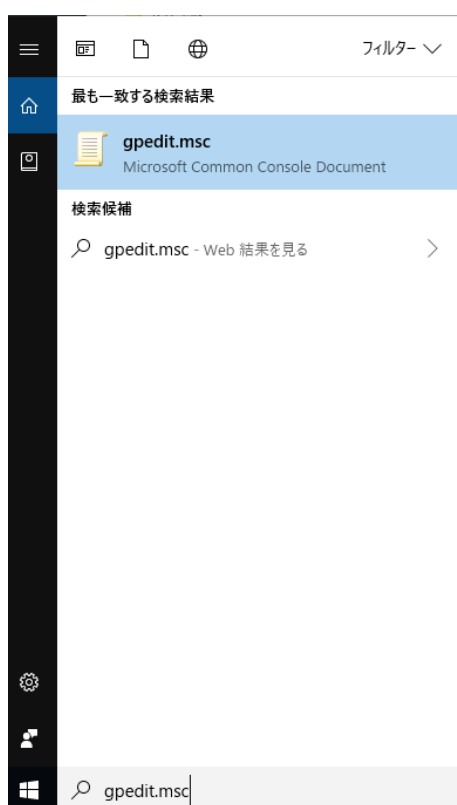 フィルター
最も一致する検索結果
gpedit.msc
Microsoft Common Console Document
検索候補
gpedit.msc - Web 結果を見る
gpedit.msc